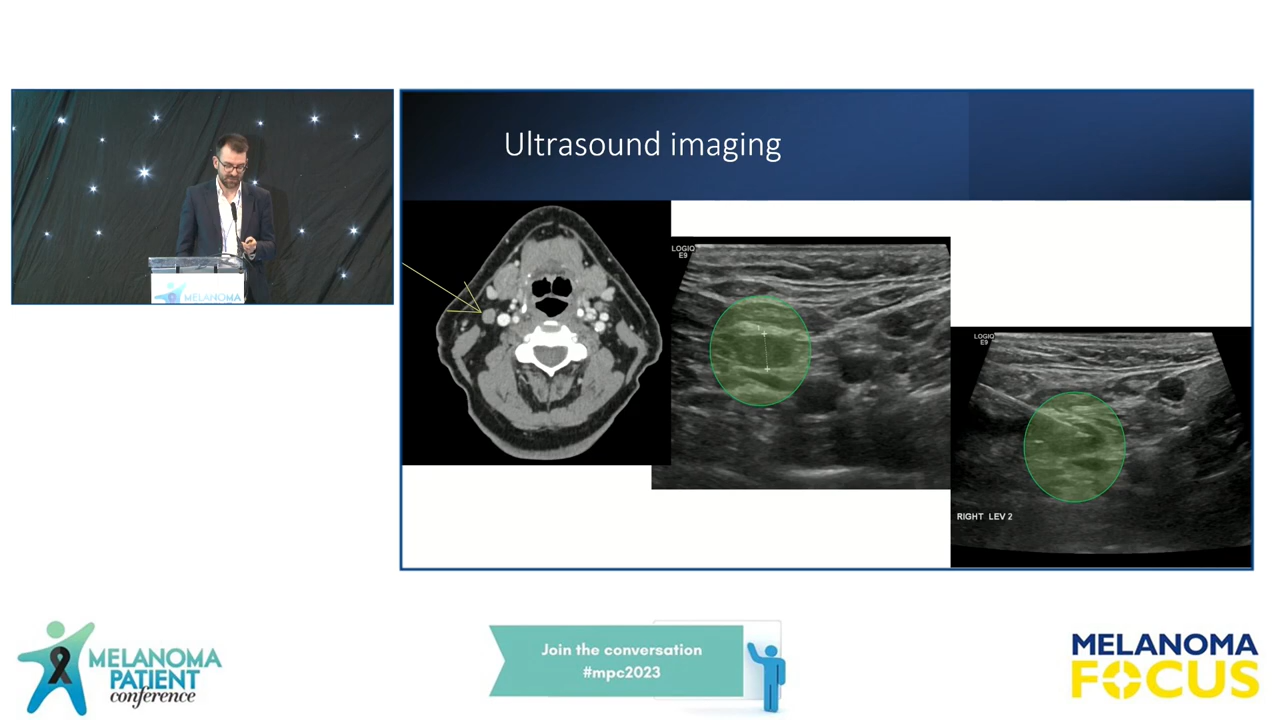 Ultrasound imaging
LOGIQ
E9
LOGIQ
E9
RIGHT LEV 2
MELANOMA
MELANOMA
PATIENT
conference
Join the conversation
#mpc2023
MELANOMA
FOCUS